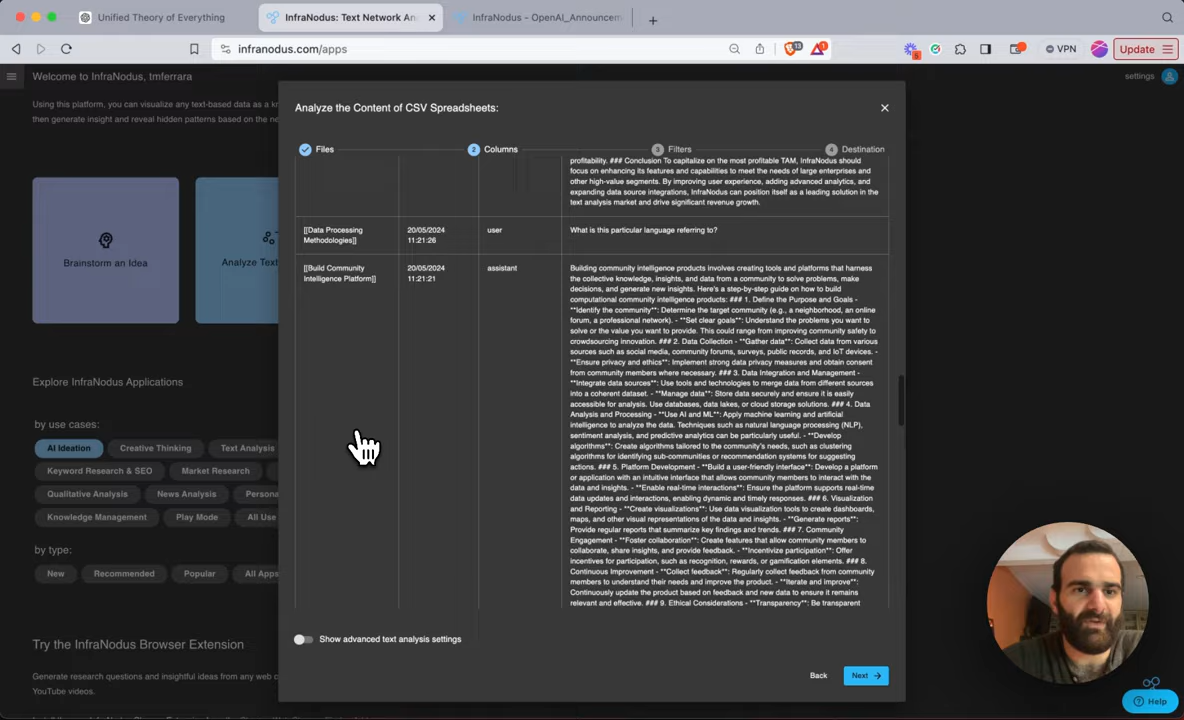 Unified Theory of Everything
InfraNodus: Text Network An
InfraNodus - OpenAI_Announcem
infranodus.com/apps
13
1
5
VPN
Update
Welcome to InfraNodus, tmferrara
settings
Using this platform, you can visualize any text-based data as a kn
then generate insight and reveal hidden patterns based on the ne
Brainstorm an Idea
Analyze Text
Explore InfraNodus Applications
by use cases:
AI Ideation
Creative Thinking
Text Analysis
Keyword Research & SEO
Market Research
Qualitative Analysis
News Analysis
Persona
Knowledge Management
Play Mode
All Use
by type:
New
Recommended
Popular
All Apps
Try the InfraNodus Browser Extension
Generate research questions and insightful ideas from any web c
YouTube videos.
Analyze the Content of CSV Spreadsheets:
Files
2 Columns
3 Filters
4 Destination
profitability. ### Conclusion To capitalize on the most profitable TAM, InfraNodus should
focus on enhancing its features and capabilities to meet the needs of large enterprises and
other high-value segments. By improving user experience, adding advanced analytics, and
expanding data source integrations, InfraNodus can position itself as a leading solution in the
text analysis market and drive significant revenue growth.
[[Data Processing
Methodologies]]
20/05/2024
11:21:26
user
What is this particular language referring to?
[[Build Community
Intelligence Platform]]
20/05/2024
11:21:21
assistant
Building community intelligence products involves creating tools and platforms that harness
the collective knowledge, insights, and data from a community to solve problems, make
decisions, and generate new insights. Here's a step-by-step guide on how to build
computational community intelligence products: ### 1. Define the Purpose and Goals -
**Identify the community**: Determine the target community (e.g., a neighborhood, an online
forum, a professional network). - **Set clear goals**: Understand the problems you want to
solve or the value you want to provide. This could range from improving community safety to
crowdsourcing innovation. ### 2. Data Collection - **Gather data**: Collect data from various
sources such as social media, community forums, surveys, public records, and IoT devices. -
**Ensure privacy and ethics**: Implement strong data privacy measures and obtain consent
from community members where necessary. ### 3. Data Integration and Management -
**Integrate data sources**: Use tools and technologies to merge data from different sources
into a coherent dataset. - **Manage data**: Store data securely and ensure it is easily
accessible for analysis. Use databases, data lakes, or cloud storage solutions. ### 4. Data
Analysis and Processing - **Use AI and ML**: Apply machine learning and artificial
intelligence to analyze the data. Techniques such as natural language processing (NLP),
sentiment analysis, and predictive analytics can be particularly useful. - **Develop
algorithms**: Create algorithms tailored to the community's needs, such as clustering
algorithms for identifying sub-communities or recommendation systems for suggesting
actions. ### 5. Platform Development - **Build a user-friendly interface**: Develop a platform
or application with an intuitive interface that allows community members to interact with the
data and insights. - **Enable real-time interactions**: Ensure the platform supports real-time
data updates and interactions, enabling dynamic and timely responses. ### 6. Visualization
and Reporting - **Create visualizations**: Use data visualization tools to create dashboards,
maps, and other visual representations of the data and insights. - **Generate reports**:
Provide regular reports that summarize key findings and trends. ### 7. Community
Engagement - **Foster collaboration**: Create features that allow community members to
collaborate, share insights, and provide feedback. - **Incentivize participation**: Offer
incentives for participation, such as recognition, rewards, or gamification elements. ### 8.
Continuous Improvement - **Collect feedback**: Regularly collect feedback from community
members to understand their needs and improve the product. - **Iterate and improve**:
Continuously update the product based on feedback and new data to ensure it remains
relevant and effective. ### 9. Ethical Considerations - **Transparency**: Be transparent
Show advanced text analysis settings
Back
Next
Help